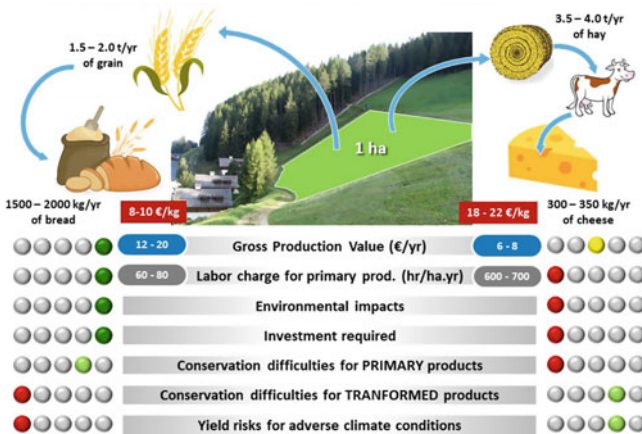 1.5 – 2.0 t/yr
of grain
3.5 – 4.0 t/yr
of hay
1 ha
1500 – 2000 kg/yr
of bread
8-10 €/kg
18 - 22 €/kg
300 – 350 kg/yr
of cheese
12 - 20
Gross Production Value (€/yr)
6 - 8
60 - 80
Labor charge for primary prod. (hr/ha.yr)
600 - 700
Environmental impacts
Investment required
Conservation difficulties for PRIMARY products
Conservation difficulties for TRANFORMED products
Yield risks for adverse climate conditions